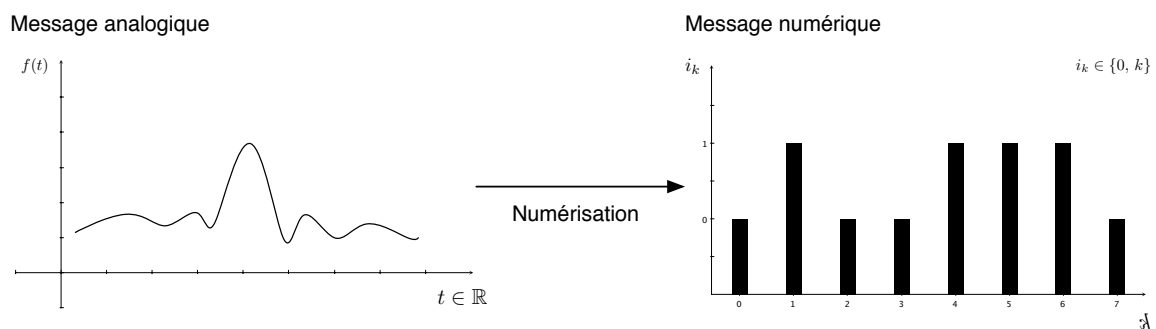 Message analogique
Message numérique
f(t)
t ∈ ℝ
Numérisation
i_k
i_k ∈ {0, k}
1
0
0 1 2 3 4 5 6 7